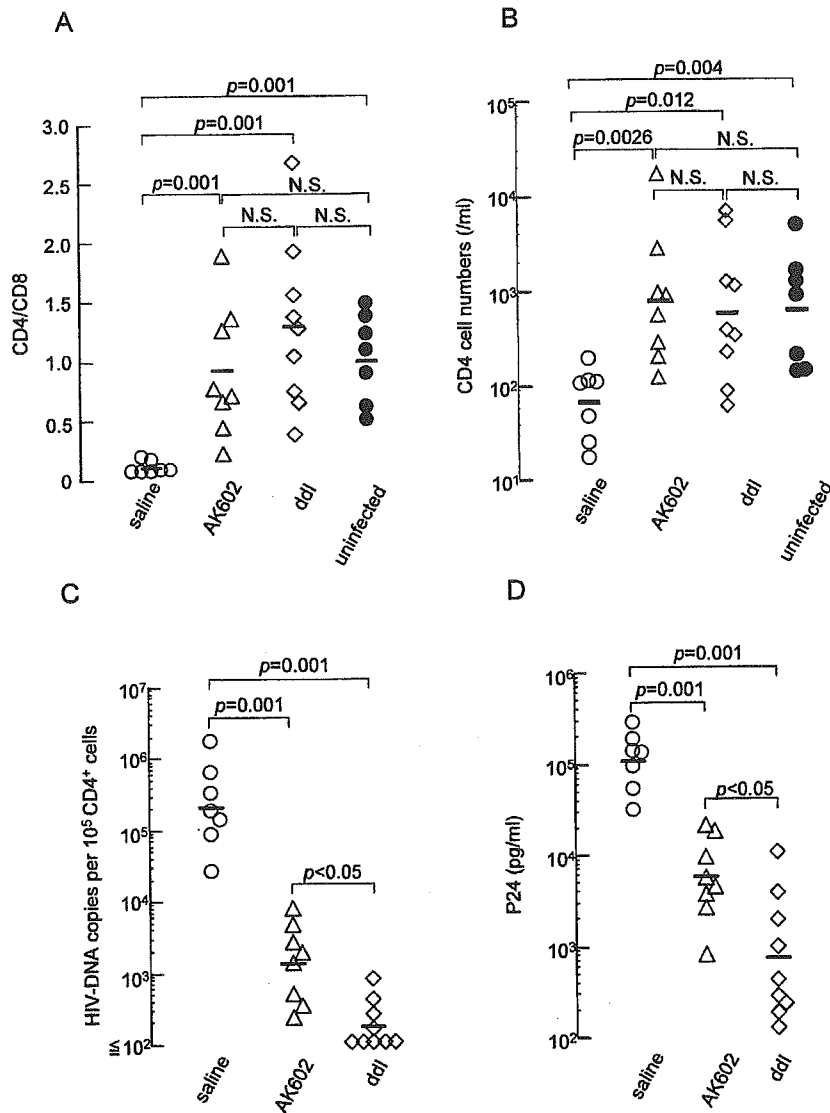 A
p=0.001
p=0.001
p=0.001
N.S.
N.S.
N.S.
CD4/CD8
3.0
2.5
2.0
1.5
1.0
0.5
0
saline
AK602
ddI
uninfected
B
p=0.004
p=0.012
p=0.0026
N.S.
N.S.
N.S.
CD4 cell numbers (/ml)
10⁵
10⁴
10³
10²
10¹
saline
AK602
ddI
uninfected
C
p=0.001
p=0.001
p<0.05
HIV-DNA copies per 10⁵ CD4⁺ cells
10⁷
10⁶
10⁵
10⁴
10³
≤10²
saline
AK602
ddI
D
p=0.001
p=0.001
p<0.05
P24 (pg/ml)
10⁶
10⁵
10⁴
10³
10²
saline
AK602
ddI